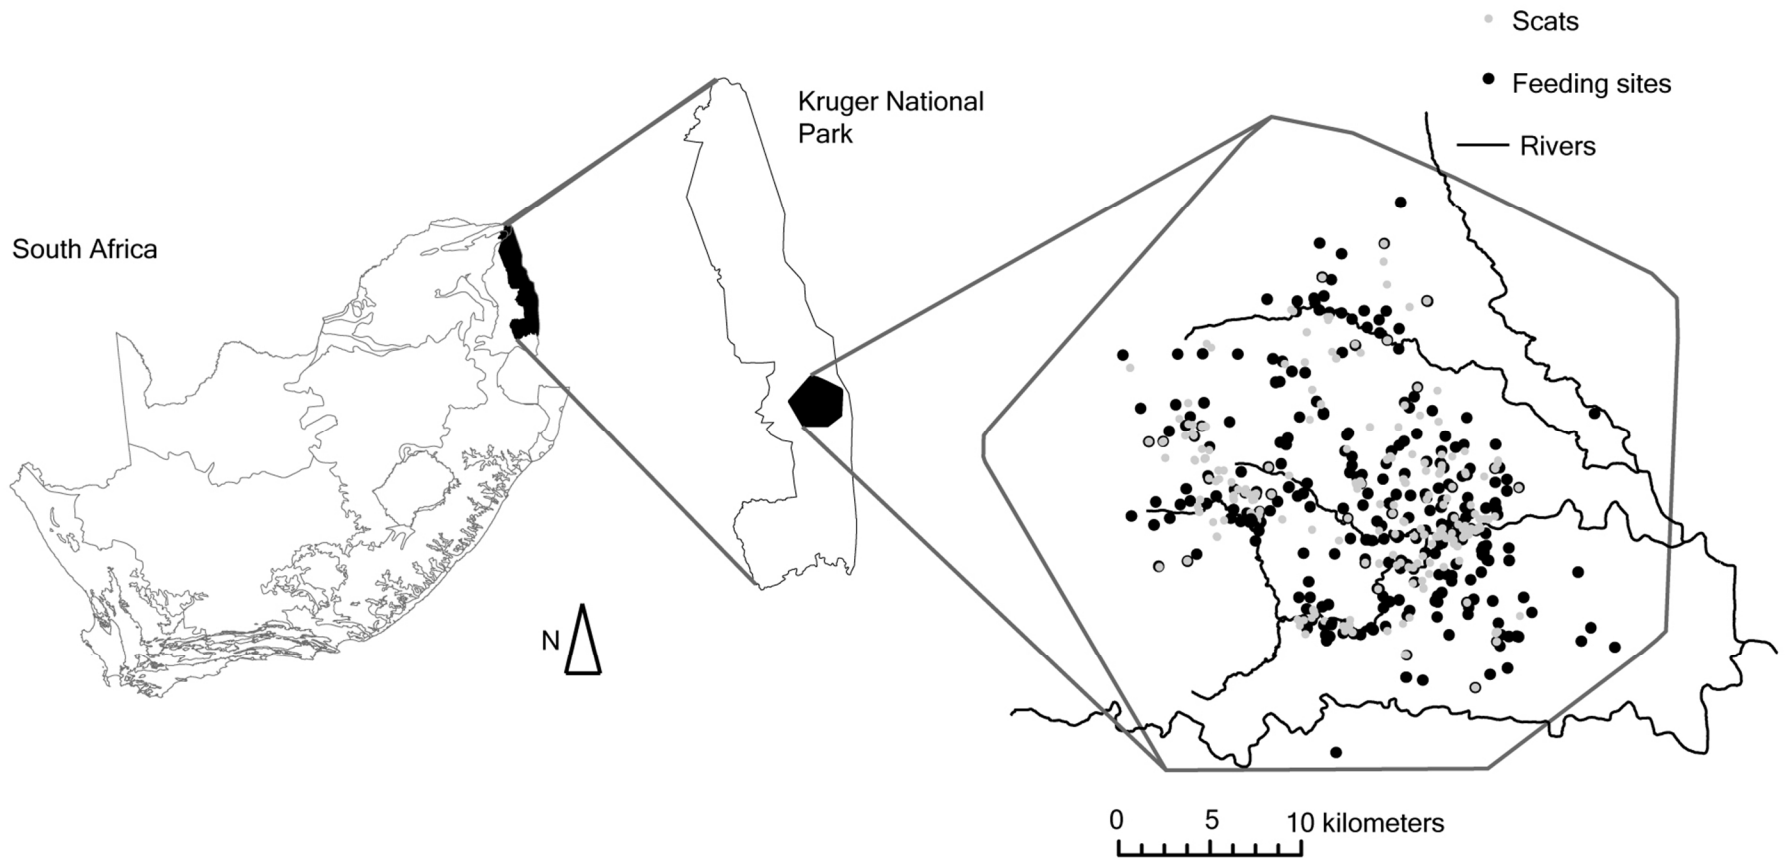 Scats
Kruger National
Park
Feeding sites
Rivers
South Africa
N
0 5 10 kilometers